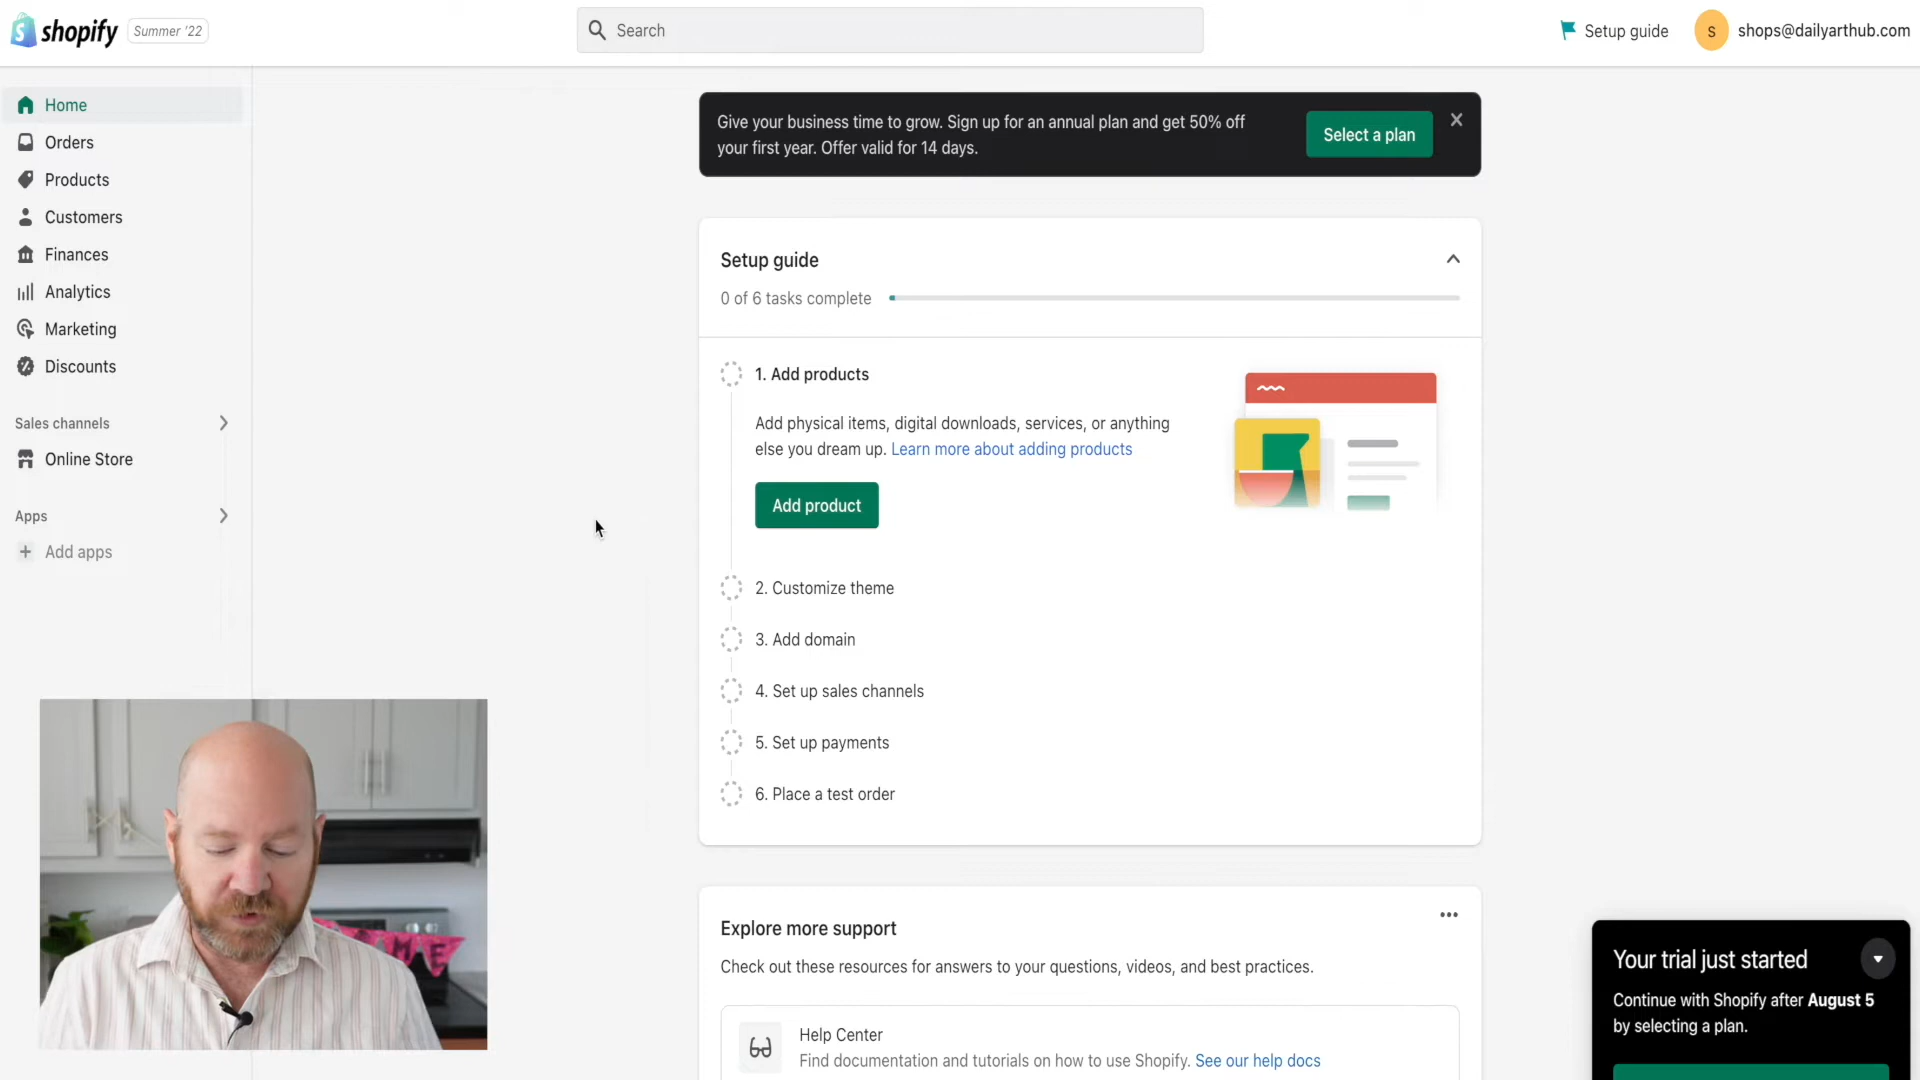 shopify Summer '22
Search
Setup guide
S
shops@dailyarthub.com
Home
Orders
Products
Customers
Finances
Analytics
Marketing
Discounts
Sales channels
Online Store
Apps
Add apps
Give your business time to grow. Sign up for an annual plan and get 50% off
your first year. Offer valid for 14 days.
Select a plan
Setup guide
0 of 6 tasks complete
1. Add products
Add physical items, digital downloads, services, or anything
else you dream up. Learn more about adding products
Add product
2. Customize theme
3. Add domain
4. Set up sales channels
5. Set up payments
6. Place a test order
Explore more support
Check out these resources for answers to your questions, videos, and best practices.
Help Center
Find documentation and tutorials on how to use Shopify. See our help docs
Your trial just started
Continue with Shopify after August 5
by selecting a plan.